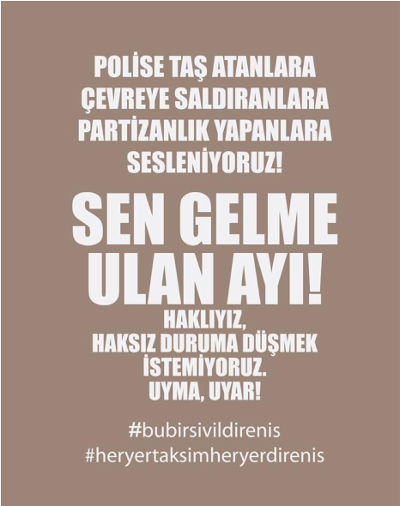 POLİSE TAŞ ATANLARA
ÇEVREYE SALDIRANLARA
PARTİZANLIK YAPANLARA
SESLENİYORUZ!
SEN GELME
ULAN AYI!
HAKLIYIZ,
HAKSIZ DURUMA DÜŞMEK
İSTEMİYORUZ.
UYMA, UYAR!
#bubirsivildirenis
#heryertaksimheryerdirenis